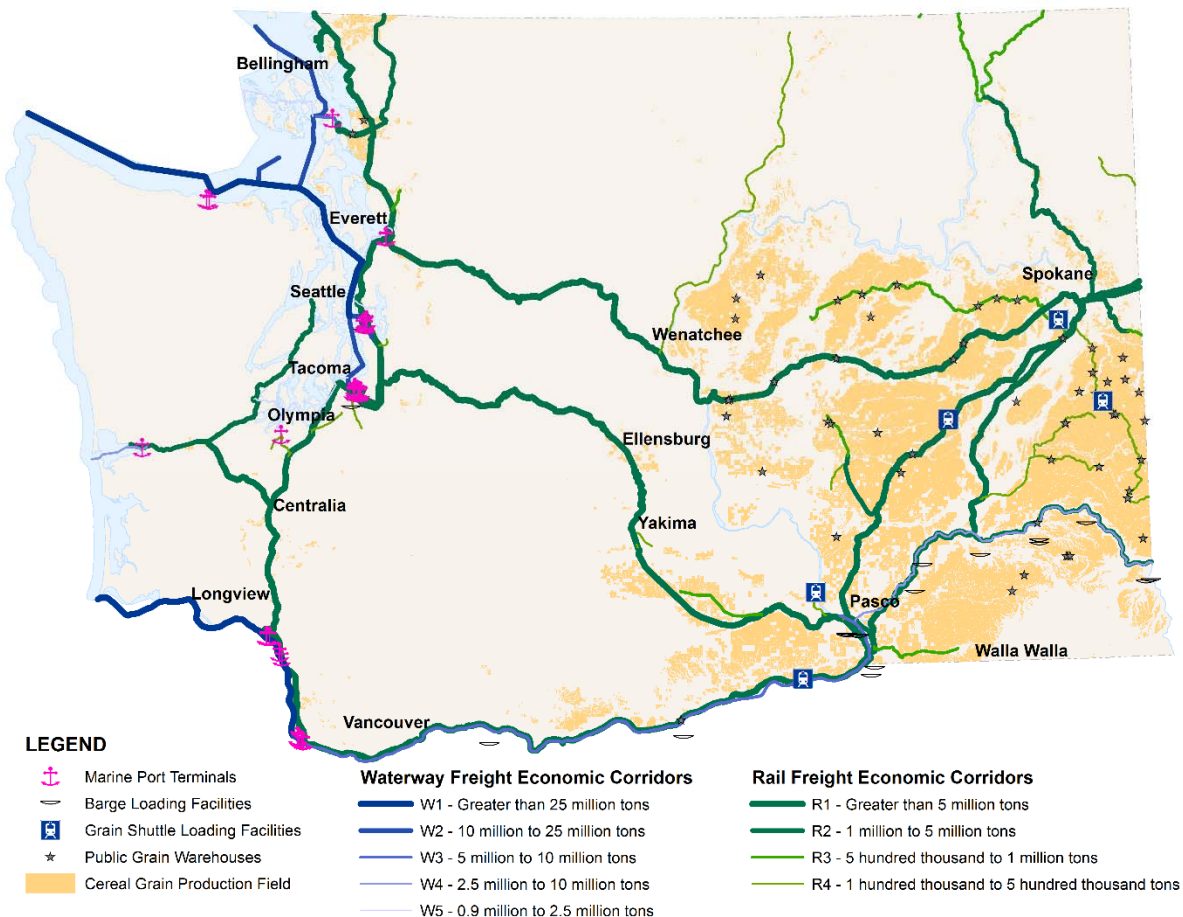 Bellingham
Everett
Seattle
Spokane
Wenatchee
Tacoma
Olympia
Ellensburg
Centralia
Yakima
Longview
Pasco
Walla Walla
Vancouver
LEGEND
Marine Port Terminals
Barge Loading Facilities
Grain Shuttle Loading Facilities
Public Grain Warehouses
Cereal Grain Production Field
Waterway Freight Economic Corridors
W1 - Greater than 25 million tons
W2 - 10 million to 25 million tons
W3 - 5 million to 10 million tons
W4 - 2.5 million to 10 million tons
W5 - 0.9 million to 2.5 million tons
Rail Freight Economic Corridors
R1 - Greater than 5 million tons
R2 - 1 million to 5 million tons
R3 - 5 hundred thousand to 1 million tons
R4 - 1 hundred thousand to 5 hundred thousand tons